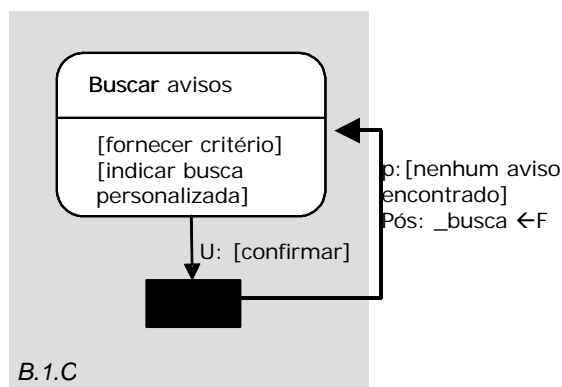 Buscar avisos
[fornecer critério]
[indicar busca
personalizada]
p:[nenhum aviso
encontrado]
Pós: _busca ←F
U: [confirmar]
B.1.C